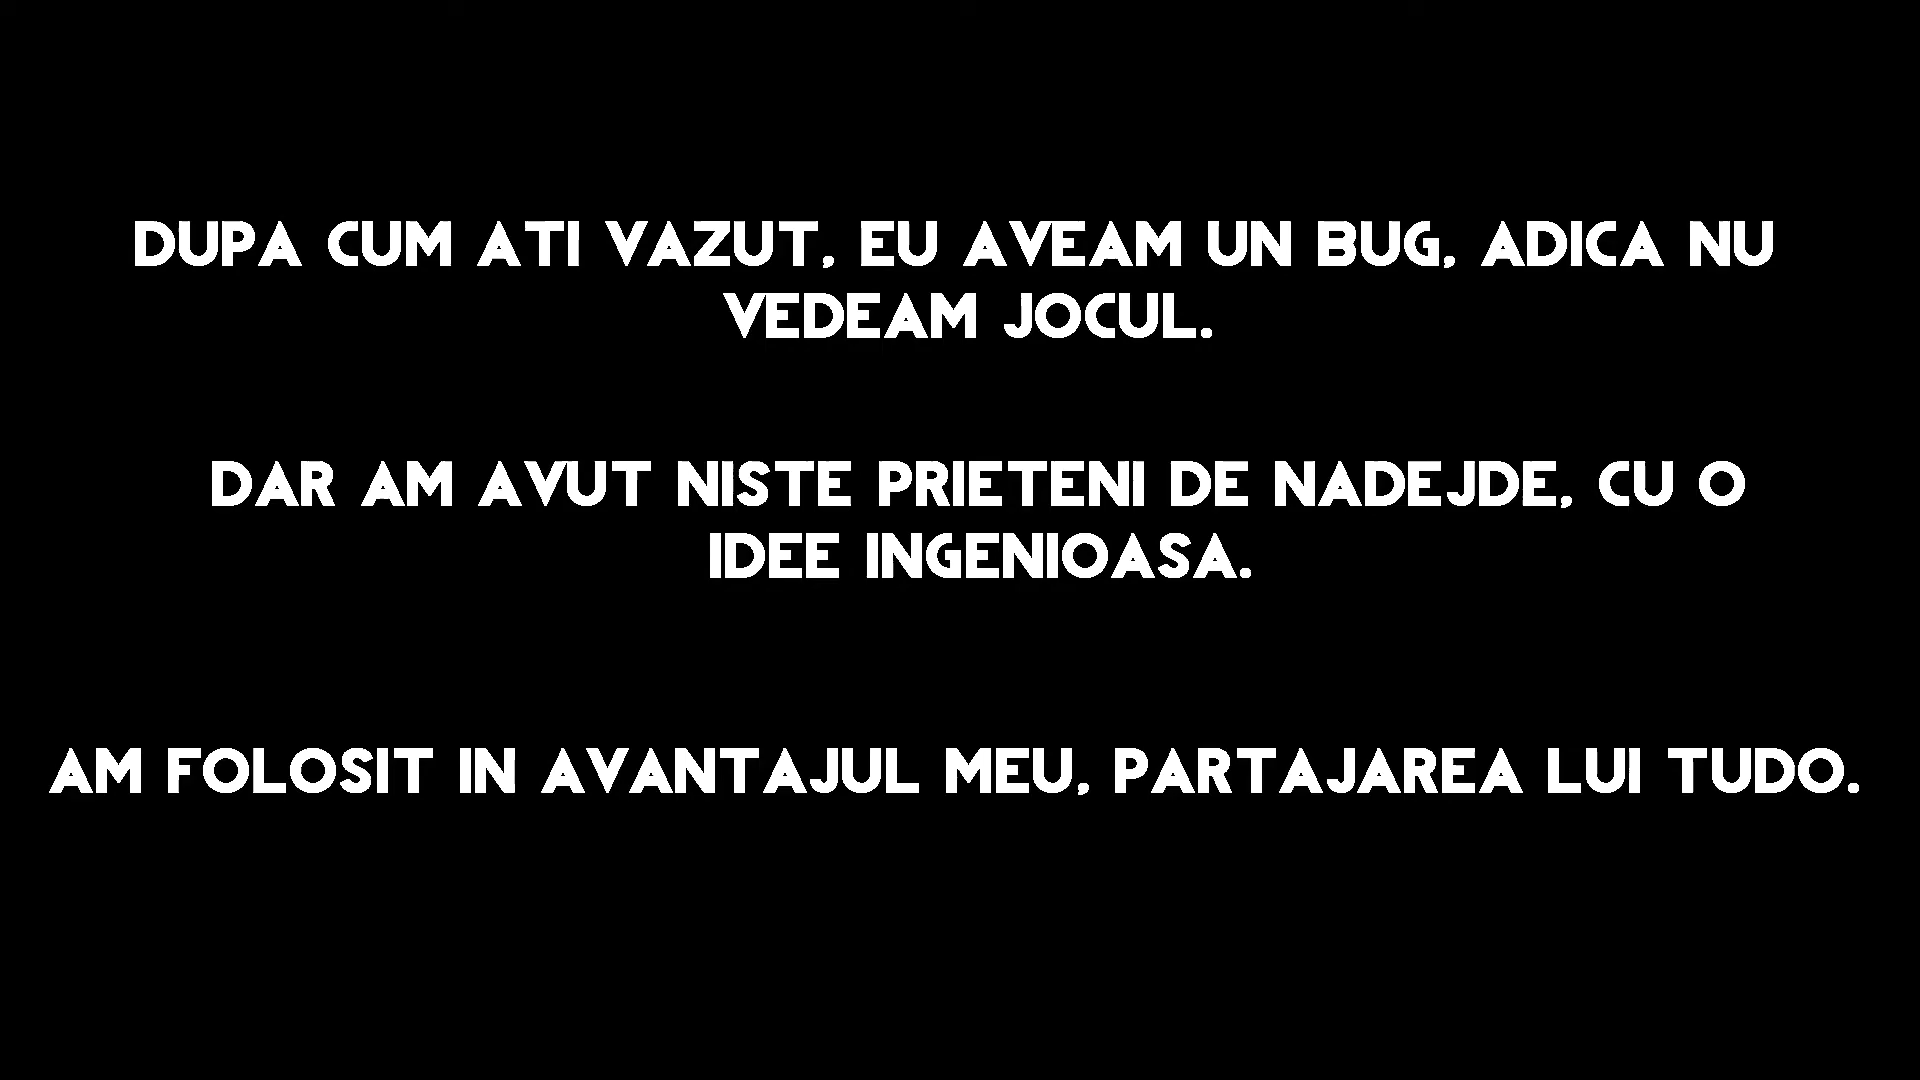 DUPA CUM ATI VAZUT, EU AVEAM UN BUG, ADICA NU
VEDEAM JOCUL.
DAR AM AVUT NISTE PRIETENI DE NADEJDE, CU O
IDEE INGENIOASA.
AM FOLOSIT IN AVANTAJUL MEU, PARTAJAREA LUI TUDO.